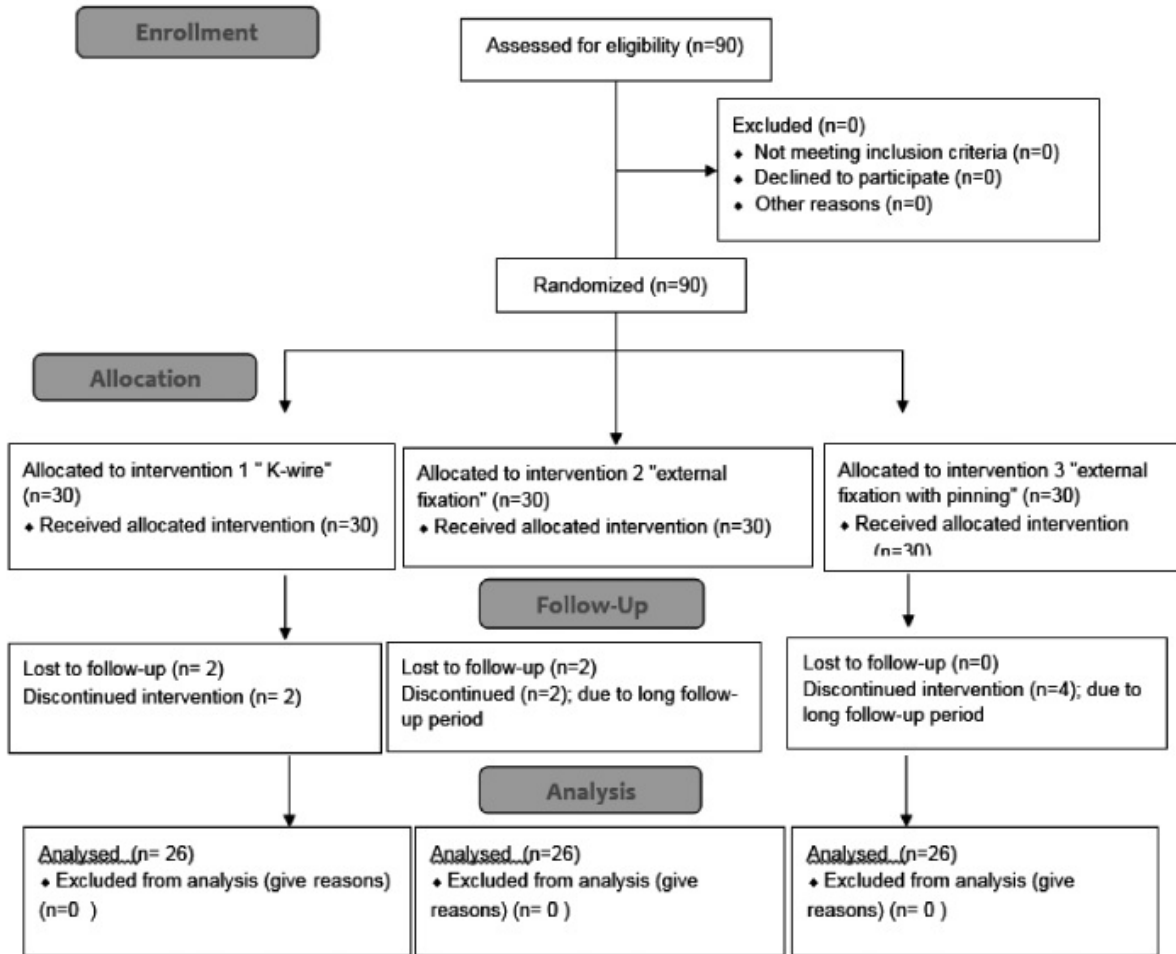 Enrollment
Assessed for eligibility (n=90)
Excluded (n=0)
⬥ Not meeting inclusion criteria (n=0)
⬥ Declined to participate (n=0)
⬥ Other reasons (n=0)
Randomized (n=90)
Allocation
Allocated to intervention 1 " K-wire"
(n=30)
⬥ Received allocated intervention (n=30)
Allocated to intervention 2 "external
fixation" (n=30)
⬥ Received allocated intervention (n=30)
Allocated to intervention 3 "external
fixation with pinning" (n=30)
⬥ Received allocated intervention
(n=30)
Follow-Up
Lost to follow-up (n= 2)
Discontinued intervention (n= 2)
Lost to follow-up (n=2)
Discontinued (n=2); due to long follow-
up period
Lost to follow-up (n=0)
Discontinued intervention (n=4); due to
long follow-up period
Analysis
Analysed (n= 26)
⬥ Excluded from analysis (give reasons)
(n=0 )
Analysed (n=26)
⬥ Excluded from analysis (give
reasons) (n= 0 )
Analysed (n=26)
⬥ Excluded from analysis (give
reasons) (n= 0 )